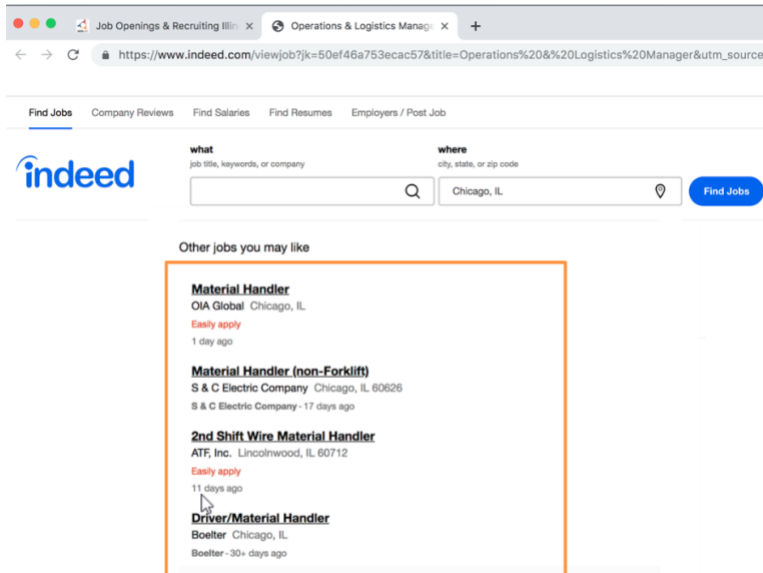 Job Openings & Recruiting Illin
Operations & Logistics Manage
https://www.indeed.com/viewjob?jk=50ef46a753ecac57&title=Operations%20&%20Logistics%20Manager&utm_source
Find Jobs Company Reviews Find Salaries Find Resumes Employers / Post Job
indeed
what
job title, keywords, or company
where
city, state, or zip code
Chicago, IL
Find Jobs
Other jobs you may like
Material Handler
OIA Global Chicago, IL
Easily apply
1 day ago
Material Handler (non-Forklift)
S & C Electric Company Chicago, IL 60626
S & C Electric Company - 17 days ago
2nd Shift Wire Material Handler
ATF, Inc. Lincolnwood, IL 60712
Easily apply
11 days ago
Driver/Material Handler
Boelter Chicago, IL
Boelter - 30+ days ago